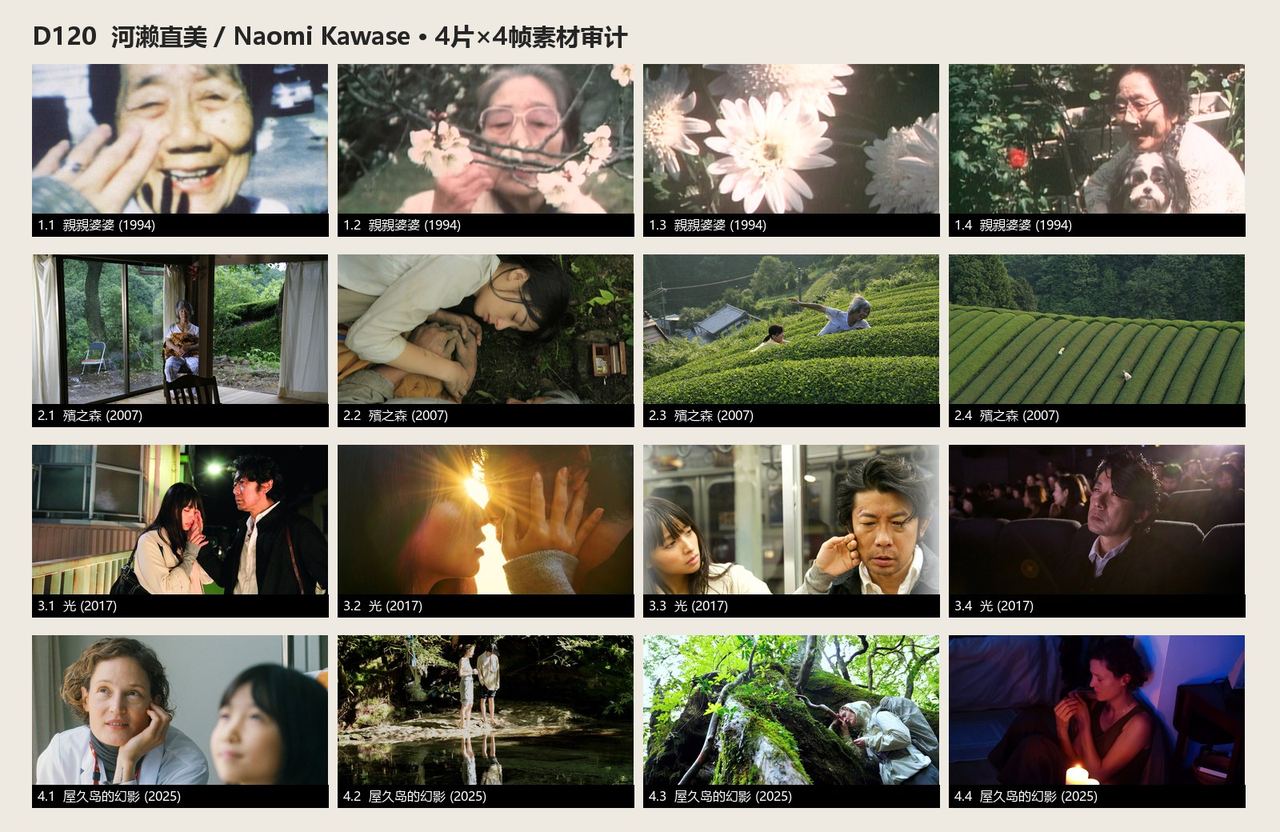 D120 河濑直美 / Naomi Kawase • 4片×4帧素材审计
1.1 親親婆婆 (1994)
1.2 親親婆婆 (1994)
1.3 親親婆婆 (1994)
1.4 親親婆婆 (1994)
2.1 殯之森 (2007)
2.2 殯之森 (2007)
2.3 殯之森 (2007)
2.4 殯之森 (2007)
3.1 光 (2017)
3.2 光 (2017)
3.3 光 (2017)
3.4 光 (2017)
4.1 屋久岛的幻影 (2025)
4.2 屋久岛的幻影 (2025)
4.3 屋久岛的幻影 (2025)
4.4 屋久岛的幻影 (2025)